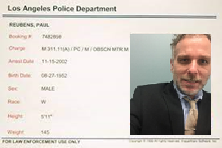 Los Angeles Police Department
REUBENS, PAUL
Booking # 7482808
Charge M 311.11(A) / PC / M / OBSCN MTR M
Arrest Date 11-15-2002
Birth Date 08-27-1952
Sex MALE
Race W
Height 5'11"
Weight 145
FOR LAW ENFORCEMENT USE ONLY